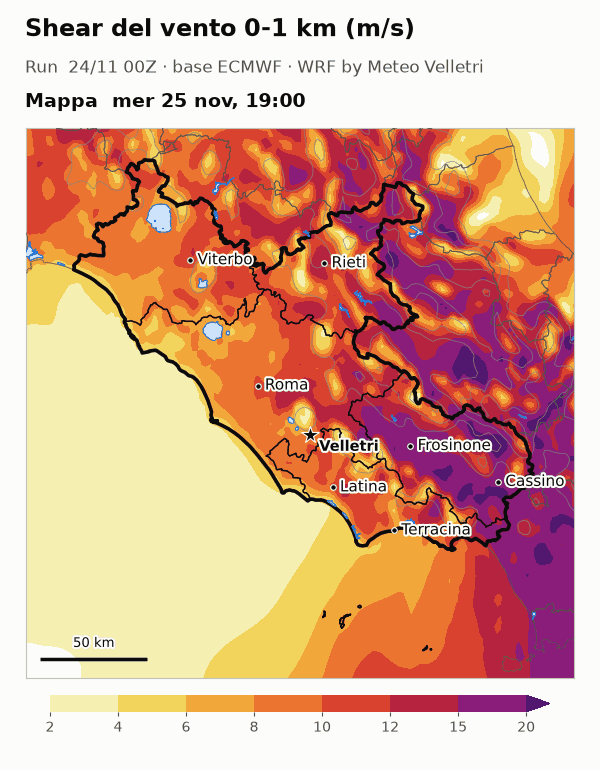 Shear del vento 0-1 km (m/s)
Run  24/11 00Z · base ECMWF · WRF by Meteo Velletri
Mappa  mer 25 nov, 19:00
Viterbo
Rieti
Roma
Velletri
Frosinone
Cassino
Latina
Terracina
50 km
2 4 6 8 10 12 15 20